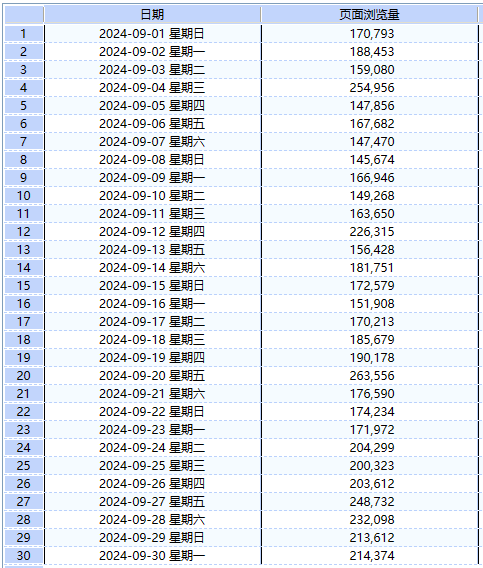 日期 页面浏览量
1 2024-09-01 星期日 170,793
2 2024-09-02 星期一 188,453
3 2024-09-03 星期二 159,080
4 2024-09-04 星期三 254,956
5 2024-09-05 星期四 147,856
6 2024-09-06 星期五 167,682
7 2024-09-07 星期六 147,470
8 2024-09-08 星期日 145,674
9 2024-09-09 星期一 166,946
10 2024-09-10 星期二 149,268
11 2024-09-11 星期三 163,650
12 2024-09-12 星期四 226,315
13 2024-09-13 星期五 156,428
14 2024-09-14 星期六 181,751
15 2024-09-15 星期日 172,579
16 2024-09-16 星期一 151,908
17 2024-09-17 星期二 170,213
18 2024-09-18 星期三 185,679
19 2024-09-19 星期四 190,178
20 2024-09-20 星期五 263,556
21 2024-09-21 星期六 176,590
22 2024-09-22 星期日 174,234
23 2024-09-23 星期一 171,972
24 2024-09-24 星期二 204,299
25 2024-09-25 星期三 200,323
26 2024-09-26 星期四 203,612
27 2024-09-27 星期五 248,732
28 2024-09-28 星期六 232,098
29 2024-09-29 星期日 213,612
30 2024-09-30 星期一 214,374